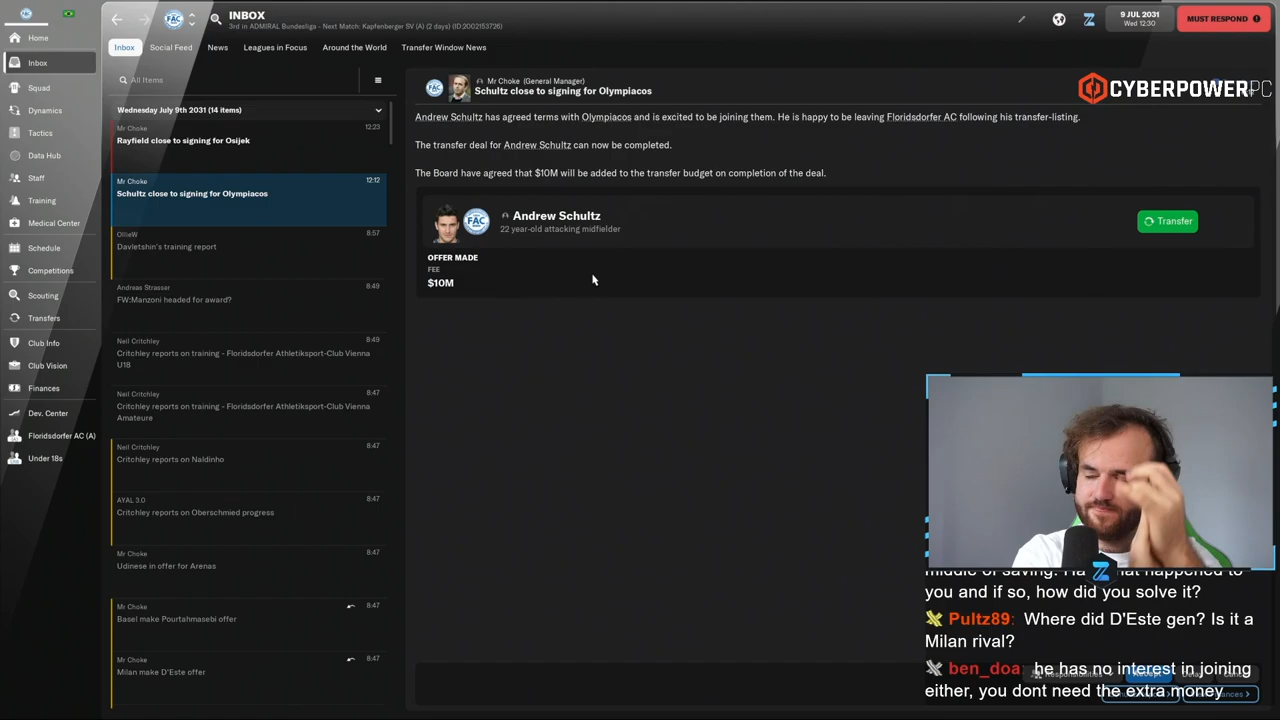 INBOX
3rd in ADMIRAL Bundesliga - Next Match: Kapfenberger SV (A) (2 days) (ID:2002153726)
9 JUL 2031
Wed 12:30
MUST RESPOND
Home
Inbox
Squad
Dynamics
Tactics
Data Hub
Staff
Training
Medical Center
Schedule
Competitions
Scouting
Transfers
Club Info
Club Vision
Finances
Dev. Center
Floridsdorfer AC (A)
Under 18s
Inbox
Social Feed
News
Leagues in Focus
Around the World
Transfer Window News
All Items
Wednesday July 9th 2031 (14 items)
Mr Choke
12:23
Rayfield close to signing for Osijek
Mr Choke
12:12
Schultz close to signing for Olympiacos
OllieW
8:57
Davletshin's training report
Andreas Strasser
8:49
FW:Manzoni headed for award?
Neil Critchley
8:49
Critchley reports on training - Floridsdorfer Athletiksport-Club Vienna
U18
Neil Critchley
8:47
Critchley reports on training - Floridsdorfer Athletiksport-Club Vienna
Amateure
Neil Critchley
8:47
Critchley reports on Naldinho
AYAL 3.0
8:47
Critchley reports on Oberschmied progress
Mr Choke
8:47
Udinese in offer for Arenas
Mr Choke
8:47
Basel make Pourtahmasebi offer
Mr Choke
8:47
Milan make D'Este offer
FAC
Mr Choke (General Manager)
Schultz close to signing for Olympiacos
CYBERPOWERPC
Andrew Schultz has agreed terms with Olympiacos and is excited to be joining them. He is happy to be leaving Floridsdorfer AC following his transfer-listing.
The transfer deal for Andrew Schultz can now be completed.
The Board have agreed that $10M will be added to the transfer budget on completion of the deal.
FAC
Andrew Schultz
22 year-old attacking midfielder
Transfer
OFFER MADE
FEE
$10M
you and if so, how did you solve it?
Pultz89: Where did D'Este gen? Is it a
Milan rival?
ben_doa: he has no interest in joining
either, you dont need the extra money